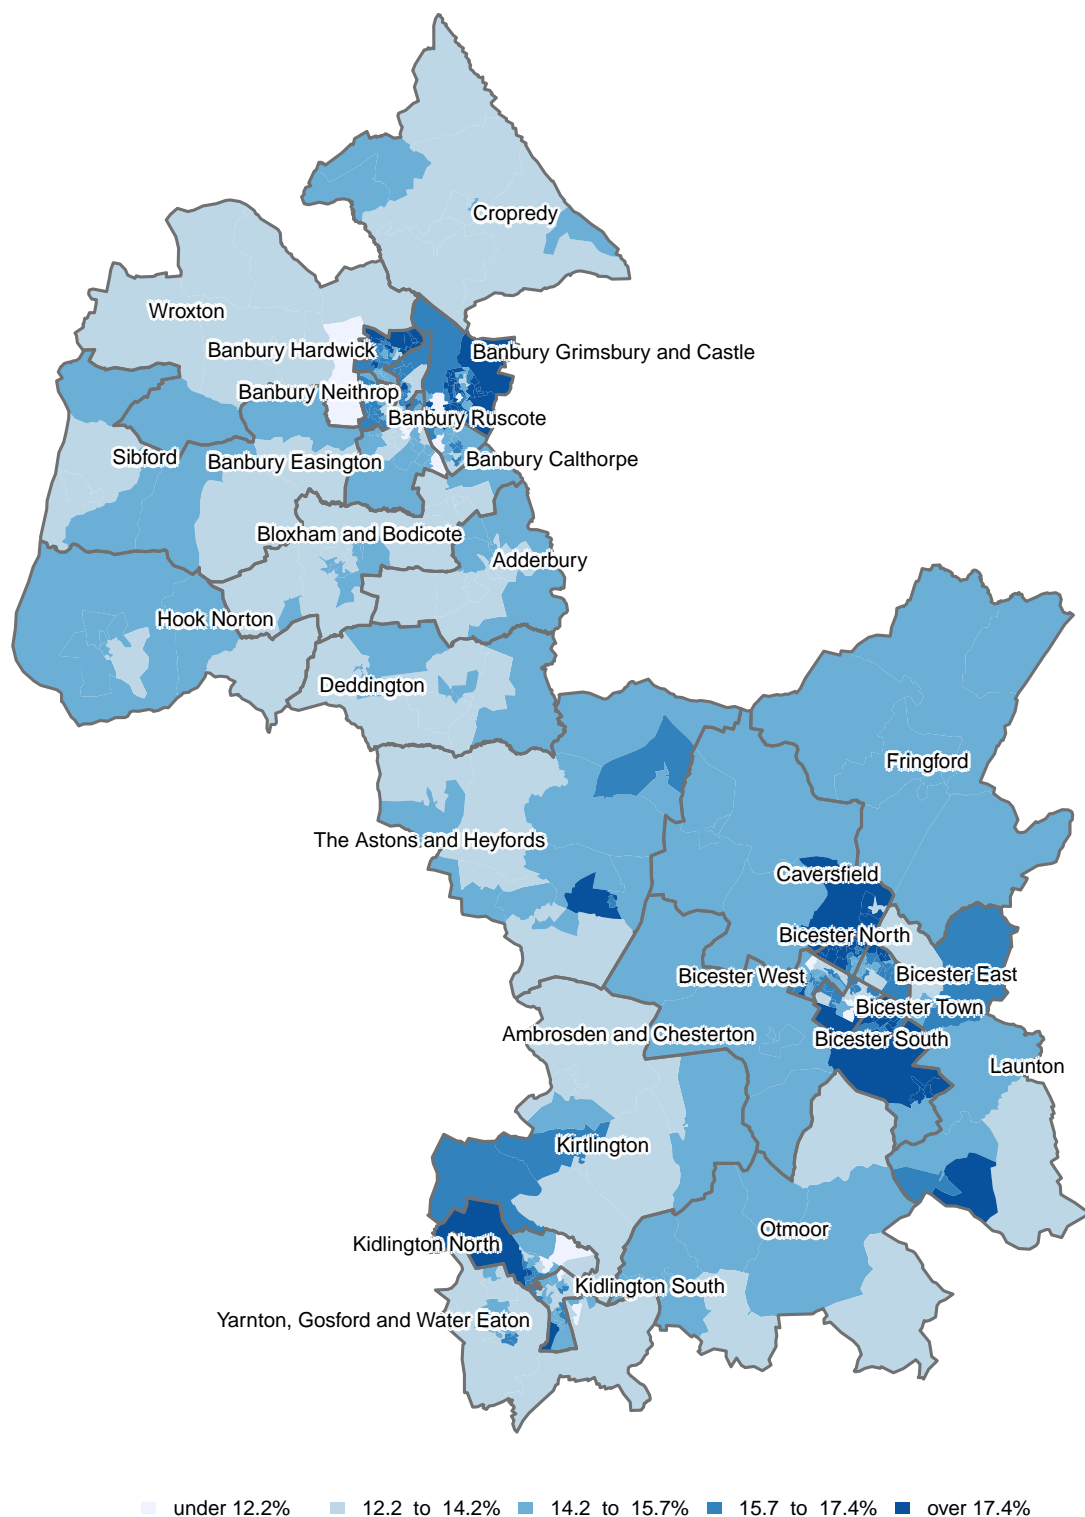 Cropredy
Wroxton
Banbury Hardwick
Banbury Grimsbury and Castle
Banbury Neithrop
Banbury Ruscote
Sibford
Banbury Easington
Banbury Calthorpe
Bloxham and Bodicote
Adderbury
Hook Norton
Deddington
Fringford
The Astons and Heyfords
Caversfield
Bicester North
Bicester West
Bicester East
Bicester Town
Ambrosden and Chesterton
Bicester South
Launton
Kirtlington
Otmoor
Kidlington North
Kidlington South
Yarnton, Gosford and Water Eaton
under 12.2% 12.2 to 14.2% 14.2 to 15.7% 15.7 to 17.4% over 17.4%